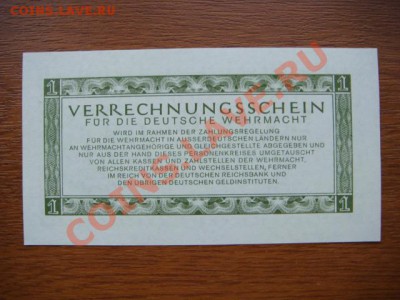 COINS.LAVE.RU
1 1
VERRECHNUNGSSCHEIN
FÜR DIE DEUTSCHE WEHRMACHT
WIRD IM RAHMEN DER ZAHLUNGSREGELUNG
FÜR DIE WEHRMACHT IN AUSSERDEUTSCHEN LÄNDERN NUR
AN WEHRMACHTANGEHÖRIGE UND GLEICHGESTELLTE ABGEGEBEN UND
NUR AUS DER HAND DIESES PERSONENKREISES UMGETAUSCHT
VON ALLEN KASSEN UND ZAHLSTELLEN DER WEHRMACHT,
REICHSKREDITKASSEN UND WECHSELSTELLEN, FERNER
IM REICH VON DER DEUTSCHEN REICHSBANK UND
DEN ÜBRIGEN DEUTSCHEN GELDINSTITUTEN.
1 1
COINS.LAVE.RU
COINS.LAVE.RU